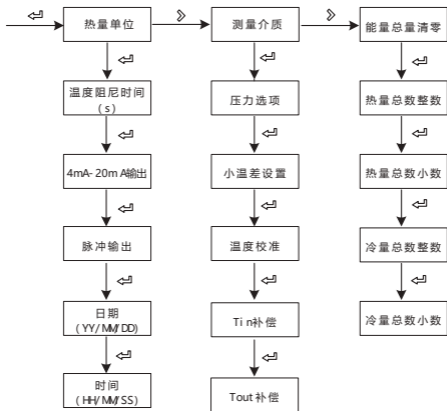 热量单位
温度阻尼时间
(s)
4mA-20mA输出
脉冲输出
日期
(YY/MM/DD)
时间
(HH/MM/SS)
测量介质
压力选项
小温差设置
温度校准
Tin补偿
Tout补偿
能量总量清零
热量总数整数
热量总数小数
冷量总数整数
冷量总数小数